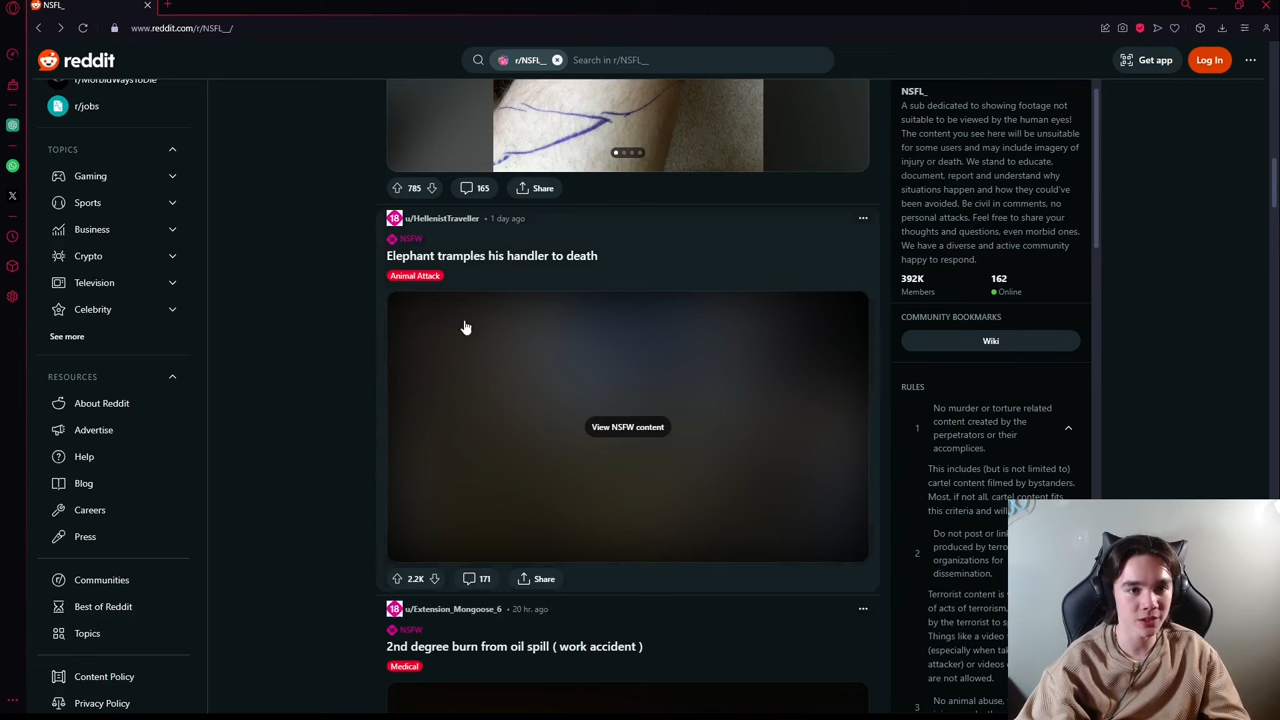 NSFL_
www.reddit.com/r/NSFL__/
reddit
r/NSFL__
Search in r/NSFL__
Get app
Log In
r/MorbidWaysToDie
r/jobs
TOPICS
Gaming
Sports
Business
Crypto
Television
Celebrity
See more
RESOURCES
About Reddit
Advertise
Help
Blog
Careers
Press
Communities
Best of Reddit
Topics
Content Policy
Privacy Policy
785
165
Share
18 u/HellenistTraveller • 1 day ago
NSFW
Elephant tramples his handler to death
Animal Attack
View NSFW content
2.2K
171
Share
18 u/Extension_Mongoose_6 • 20 hr. ago
NSFW
2nd degree burn from oil spill ( work accident )
Medical
NSFL_
A sub dedicated to showing footage not
suitable to be viewed by the human eyes!
The content you see here will be unsuitable
for some users and may include imagery of
injury or death. We stand to educate,
document, report and understand why
situations happen and how they could've
been avoided. Be civil in comments, no
personal attacks. Feel free to share your
thoughts and questions, even morbid ones.
We have a diverse and active community
happy to respond.
392K
162
Members
Online
COMMUNITY BOOKMARKS
Wiki
RULES
1
No murder or torture related
content created by the
perpetrators or their
accomplices.
This includes (but is not limited to)
cartel content filmed by bystanders.
Most, if not all, cartel content fits
this criteria and will
2
Do not post or lin
produced by terro
organizations for
dissemination.
Terrorist content is
of acts of terrorism,
by the terrorist to s
Things like a video
(especially when tak
attacker) or videos
are not allowed.
3
No animal abuse,